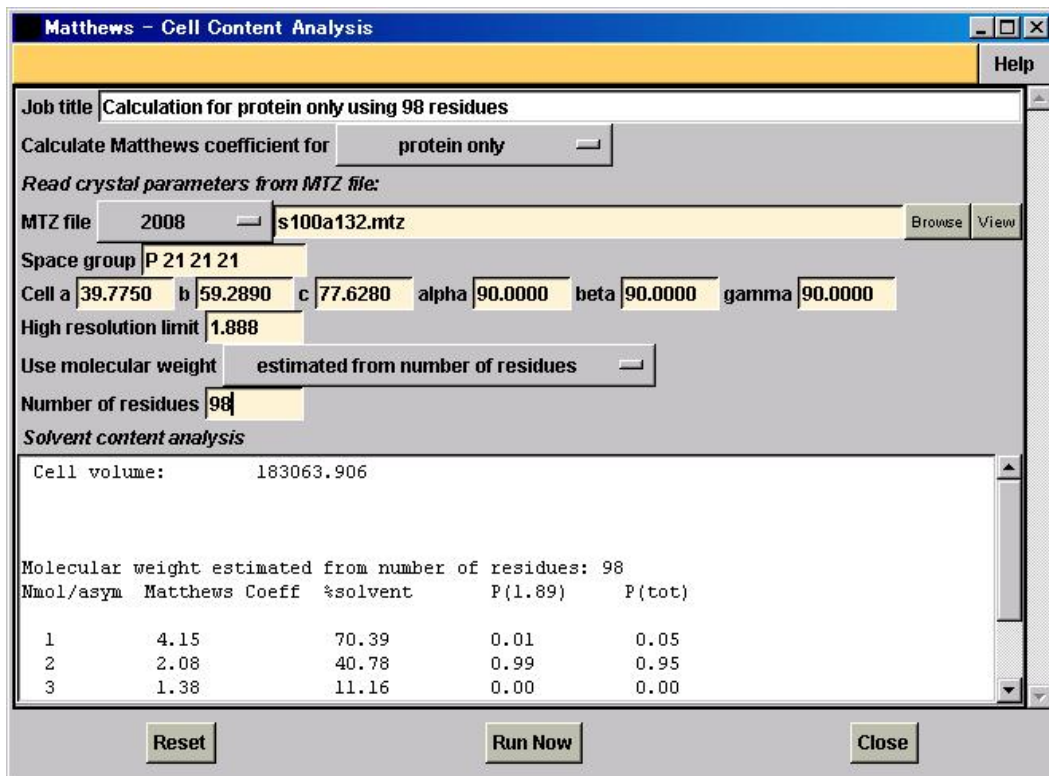 Matthews - Cell Content Analysis
Help
Job title Calculation for protein only using 98 residues
Calculate Matthews coefficient for protein only
Read crystal parameters from MTZ file:
MTZ file 2008 s100a132.mtz Browse View
Space group P 21 21 21
Cell a 39.7750 b 59.2890 c 77.6280 alpha 90.0000 beta 90.0000 gamma 90.0000
High resolution limit 1.888
Use molecular weight estimated from number of residues
Number of residues 98
Solvent content analysis
Cell volume: 183063.906
Molecular weight estimated from number of residues: 98
Nmol/asym Matthews Coeff %solvent P(1.89) P(tot)
1 4.15 70.39 0.01 0.05
2 2.08 40.78 0.99 0.95
3 1.38 11.16 0.00 0.00
Reset Run Now Close